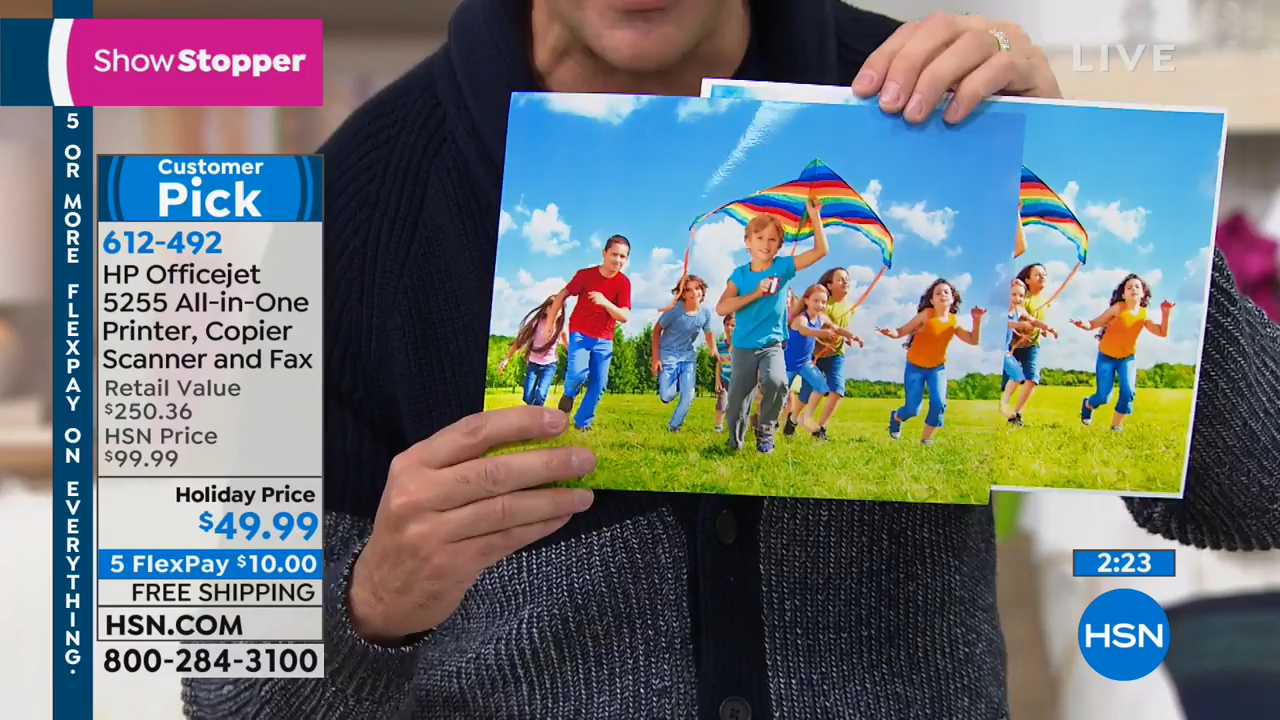 Show Stopper
5 OR MORE FLEXPAY ON EVERYTHING.
Customer
Pick
612-492
HP Officejet
5255 All-in-One
Printer, Copier
Scanner and Fax
Retail Value
$250.36
HSN Price
$99.99
Holiday Price
$49.99
5 FlexPay $10.00
FREE SHIPPING
HSN.COM
800-284-3100
LIVE
2:23
HSN